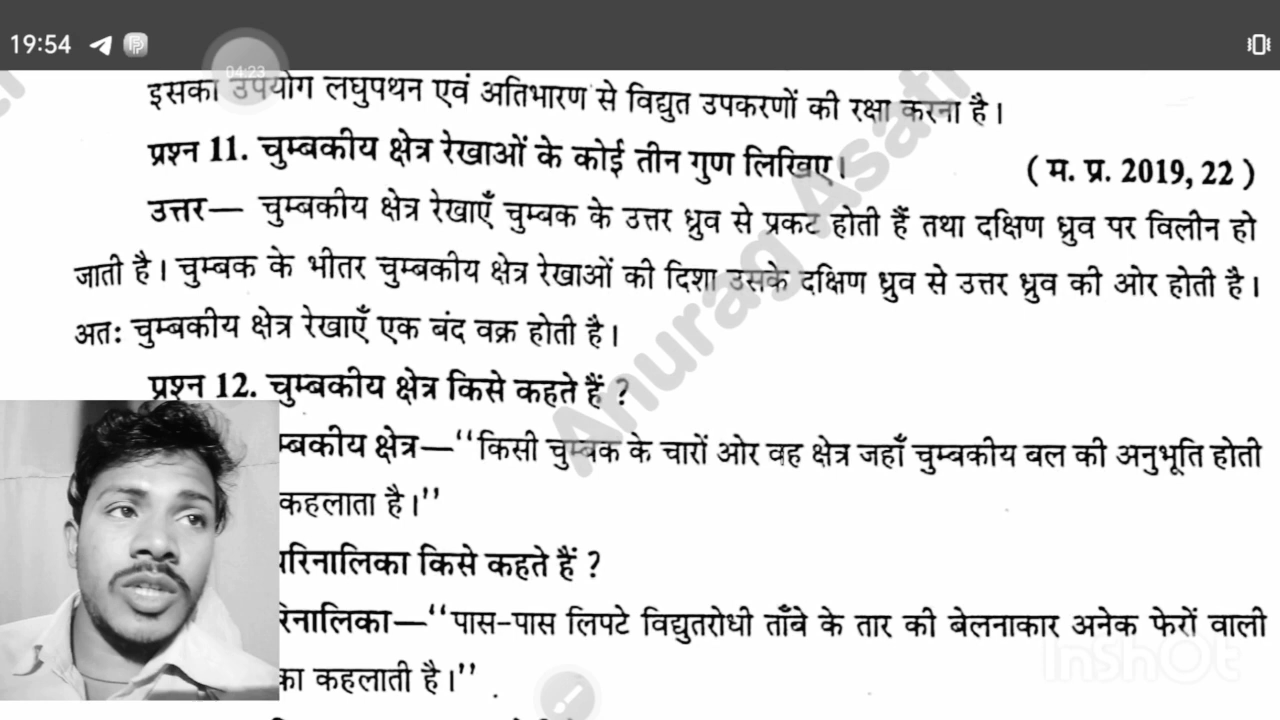 19:54
04:23
इसका उपयोग लघुपथन एवं अतिभारण से विद्युत उपकरणों की रक्षा करना है।
प्रश्न 11. चुम्बकीय क्षेत्र रेखाओं के कोई तीन गुण लिखिए। ( म. प्र. 2019, 22 )
उत्तर— चुम्बकीय क्षेत्र रेखाएँ चुम्बक के उत्तर ध्रुव से प्रकट होती हैं तथा दक्षिण ध्रुव पर विलीन हो
जाती है। चुम्बक के भीतर चुम्बकीय क्षेत्र रेखाओं की दिशा उसके दक्षिण ध्रुव से उत्तर ध्रुव की ओर होती है।
अतः चुम्बकीय क्षेत्र रेखाएँ एक बंद वक्र होती है।
प्रश्न 12. चुम्बकीय क्षेत्र किसे कहते हैं ?
म्बकीय क्षेत्र—‘‘किसी चुम्बक के चारों ओर वह क्षेत्र जहाँ चुम्बकीय बल की अनुभूति होती
कहलाता है।’’
परिनालिका किसे कहते हैं ?
रिनालिका—‘‘पास-पास लिपटे विद्युतरोधी ताँबे के तार की बेलनाकार अनेक फेरों वाली
का कहलाती है।’’
Anurag Asati
InShOt